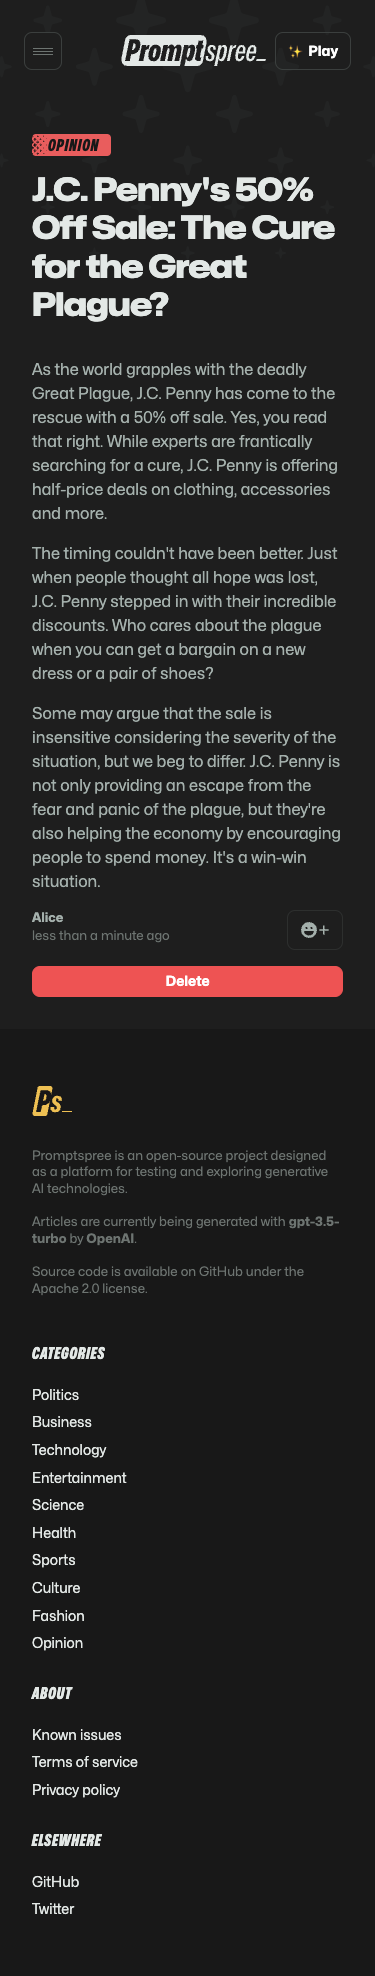 Promptspree_
✨ Play
OPINION
J.C. Penny's 50%
Off Sale: The Cure
for the Great
Plague?
As the world grapples with the deadly
Great Plague, J.C. Penny has come to the
rescue with a 50% off sale. Yes, you read
that right. While experts are frantically
searching for a cure, J.C. Penny is offering
half-price deals on clothing, accessories
and more.
The timing couldn't have been better. Just
when people thought all hope was lost,
J.C. Penny stepped in with their incredible
discounts. Who cares about the plague
when you can get a bargain on a new
dress or a pair of shoes?
Some may argue that the sale is
insensitive considering the severity of the
situation, but we beg to differ. J.C. Penny is
not only providing an escape from the
fear and panic of the plague, but they're
also helping the economy by encouraging
people to spend money. It's a win-win
situation.
Alice
less than a minute ago
+
Delete
Ps_
Promptspree is an open-source project designed
as a platform for testing and exploring generative
AI technologies.
Articles are currently being generated with gpt-3.5-
turbo by OpenAI.
Source code is available on GitHub under the
Apache 2.0 license.
CATEGORIES
Politics
Business
Technology
Entertainment
Science
Health
Sports
Culture
Fashion
Opinion
ABOUT
Known issues
Terms of service
Privacy policy
ELSEWHERE
GitHub
Twitter